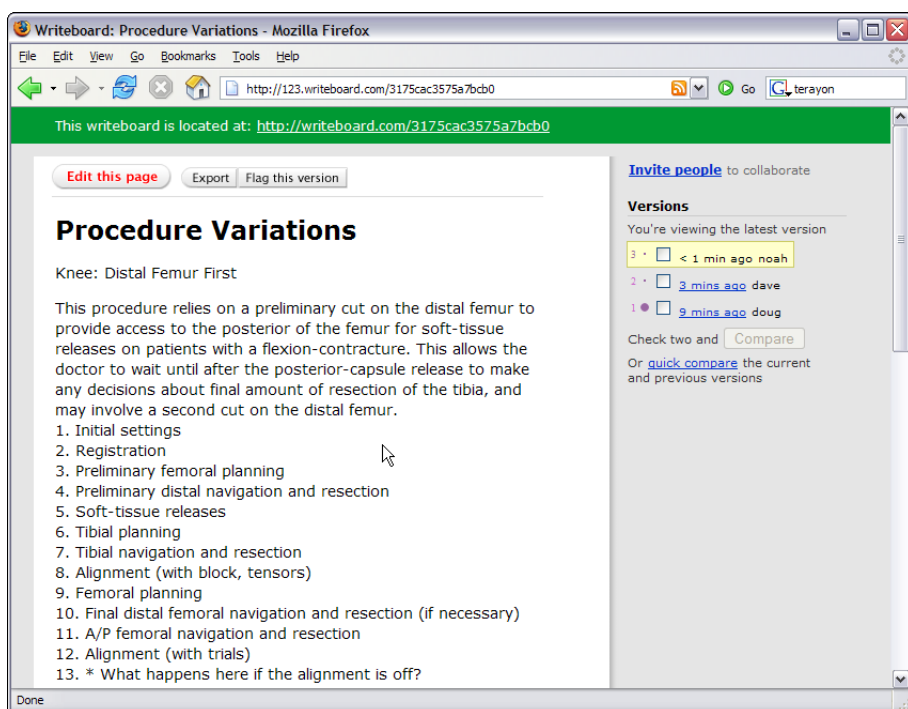 Writeboard: Procedure Variations - Mozilla Firefox
File Edit View Go Bookmarks Tools Help
http://123.writeboard.com/3175cac3575a7bcb0 Go G terayon
This writeboard is located at: http://writeboard.com/3175cac3575a7bcb0
Edit this page Export Flag this version
Procedure Variations
Knee: Distal Femur First
This procedure relies on a preliminary cut on the distal femur to
provide access to the posterior of the femur for soft-tissue
releases on patients with a flexion-contracture. This allows the
doctor to wait until after the posterior-capsule release to make
any decisions about final amount of resection of the tibia, and
may involve a second cut on the distal femur.
1. Initial settings
2. Registration
3. Preliminary femoral planning
4. Preliminary distal navigation and resection
5. Soft-tissue releases
6. Tibial planning
7. Tibial navigation and resection
8. Alignment (with block, tensors)
9. Femoral planning
10. Final distal femoral navigation and resection (if necessary)
11. A/P femoral navigation and resection
12. Alignment (with trials)
13. * What happens here if the alignment is off?
Invite people to collaborate
Versions
You're viewing the latest version
3 · < 1 min ago noah
2 · 3 mins ago dave
1 ● 9 mins ago doug
Check two and Compare
Or quick compare the current
and previous versions
Done